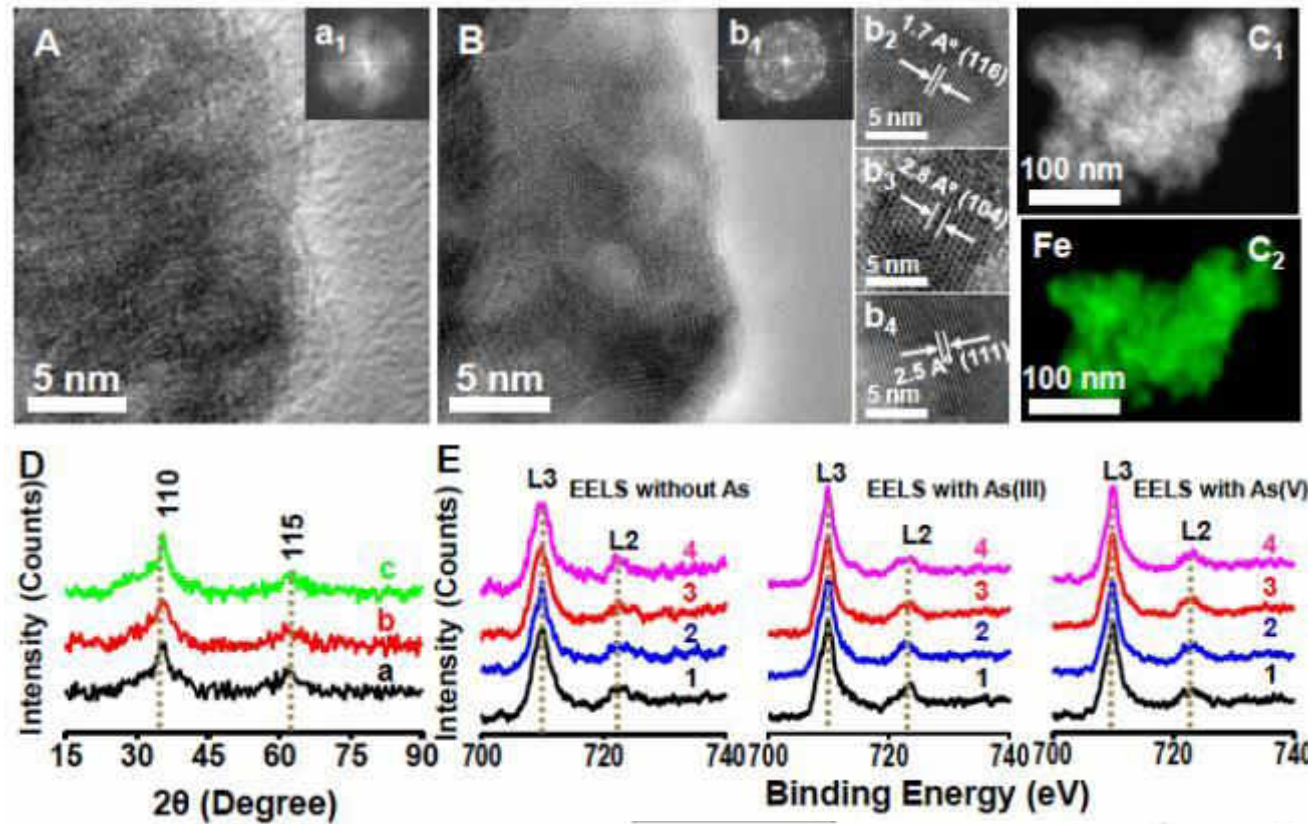 A
a1
5 nm
B
b1
5 nm
b2
1.7 Aº (116)
5 nm
b3
2.8 Aº (104)
5 nm
b4
2.5 Aº (111)
5 nm
C1
100 nm
Fe
C2
100 nm
D
Intensity (Counts)
110
115
c
b
a
15 30 45 60 75 90
2θ (Degree)
E
Intensity (Counts)
L3
EELS without As
L2
4
3
2
1
700 720 740
L3
EELS with As(III)
L2
4
3
2
1
700 720 740
L3
EELS with As(V)
L2
4
3
2
1
700 720 740
Binding Energy (eV)